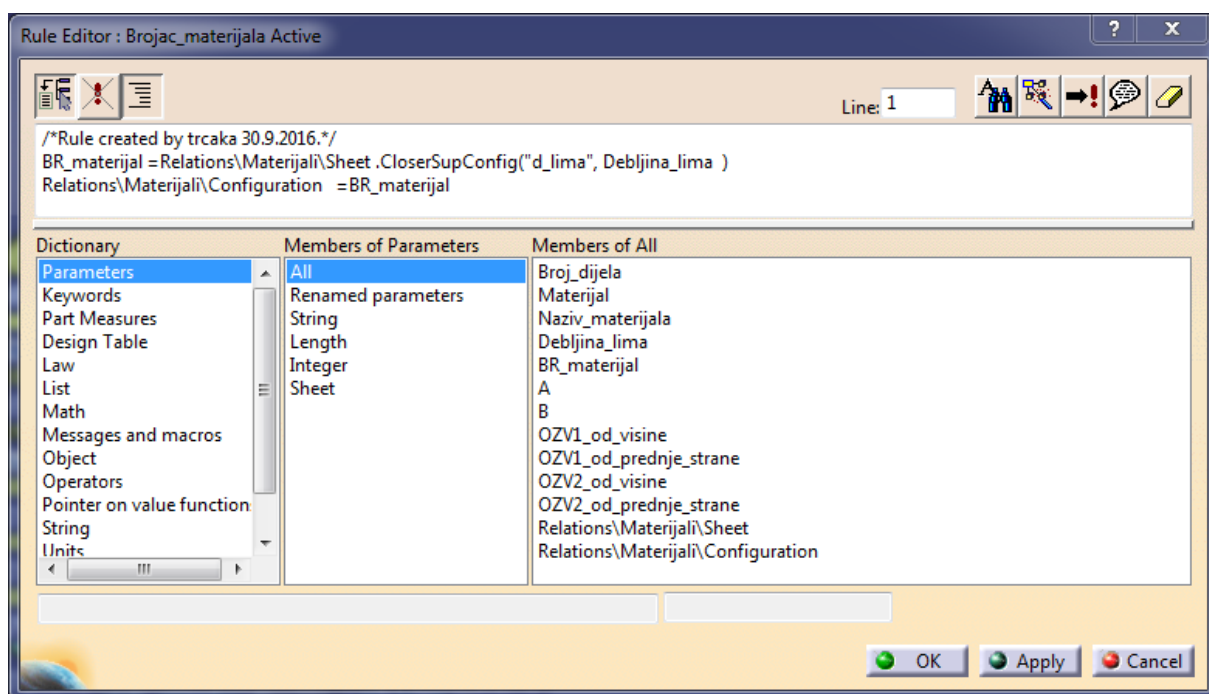 Rule Editor : Brojac_materijala Active
? x
Line: 1
/*Rule created by trcaka 30.9.2016.*/
BR_materijal =Relations\Materijali\Sheet .CloserSupConfig("d_lima", Debljina_lima )
Relations\Materijali\Configuration =BR_materijal
Dictionary Members of Parameters Members of All
Parameters All Broj_dijela
Keywords Renamed parameters Materijal
Part Measures String Naziv_materijala
Design Table Length Debljina_lima
Law Integer BR_materijal
List Sheet A
Math B
Messages and macros OZV1_od_visine
Object OZV1_od_prednje_strane
Operators OZV2_od_visine
Pointer on value function OZV2_od_prednje_strane
String Relations\Materijali\Sheet
Units Relations\Materijali\Configuration
OK Apply Cancel